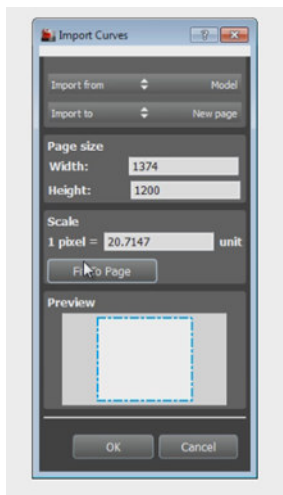 Import Curves
Import from Model
Import to New page
Page size
Width: 1374
Height: 1200
Scale
1 pixel = 20.7147 unit
Page
Preview
OK Cancel